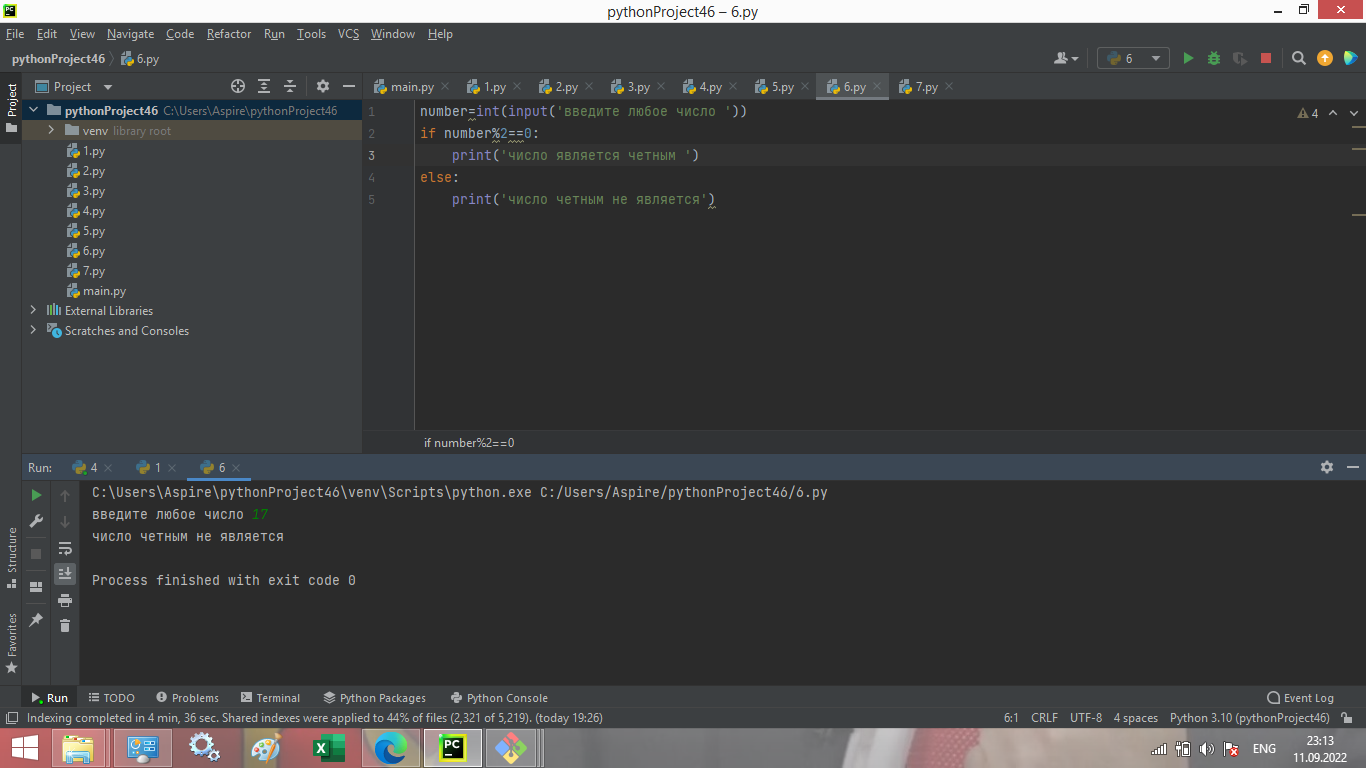 pythonProject46 – 6.py
File Edit View Navigate Code Refactor Run Tools VCS Window Help
pythonProject46 6.py 6
Project main.py 1.py 2.py 3.py 4.py 5.py 6.py 7.py
Project
pythonProject46 C:\Users\Aspire\pythonProject46
venv library root
1.py
2.py
3.py
4.py
5.py
6.py
7.py
main.py
External Libraries
Scratches and Consoles
1 number=int(input('введите любое число '))
2 if number%2==0:
3 print('число является четным ')
4 else:
5 print('число четным не является')
4
if number%2==0
Run: 4 1 6
C:\Users\Aspire\pythonProject46\venv\Scripts\python.exe C:/Users/Aspire/pythonProject46/6.py
введите любое число 17
число четным не является
Process finished with exit code 0
Structure
Favorites
Run TODO Problems Terminal Python Packages Python Console Event Log
Indexing completed in 4 min, 36 sec. Shared indexes were applied to 44% of files (2,321 of 5,219). (today 19:26) 6:1 CRLF UTF-8 4 spaces Python 3.10 (pythonProject46)
PC
ENG
23:13
11.09.2022